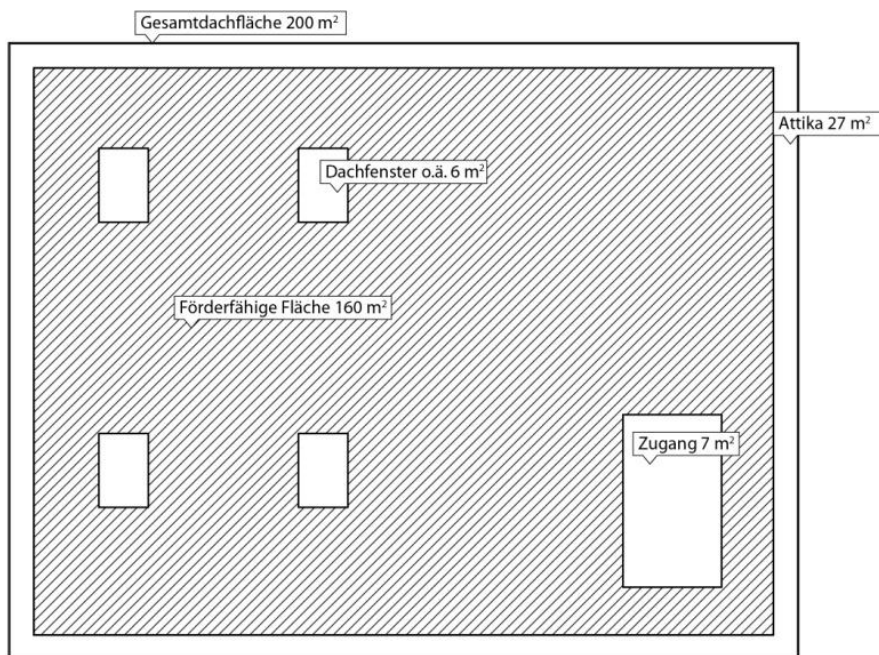 Gesamtdachfläche 200 m²
Attika 27 m²
Dachfenster o.ä. 6 m²
Förderfähige Fläche 160 m²
Zugang 7 m²